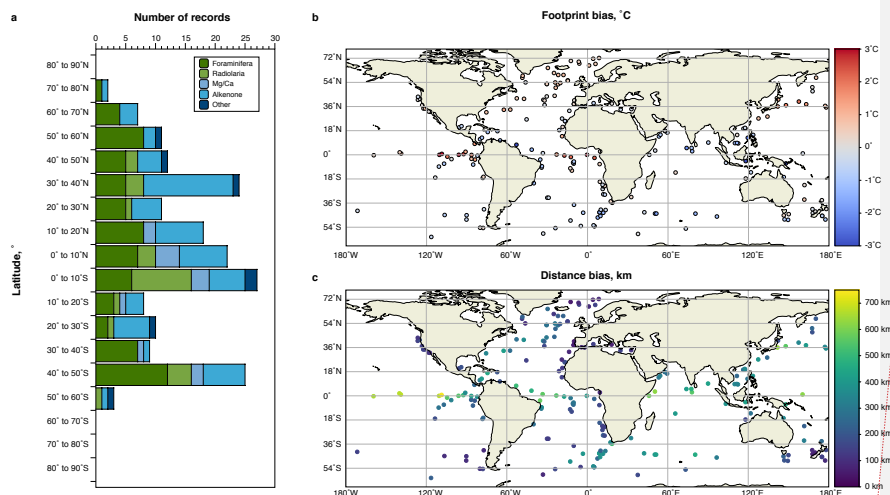 a
Number of records
0 5 10 15 20 25 30
Foraminifera
Radiolaria
Mg/Ca
Alkenone
Other
Latitude, °
80° to 90°N
70° to 80°N
60° to 70°N
50° to 60°N
40° to 50°N
30° to 40°N
20° to 30°N
10° to 20°N
0° to 10°N
0° to 10°S
10° to 20°S
20° to 30°S
30° to 40°S
40° to 50°S
50° to 60°S
60° to 70°S
70° to 80°S
80° to 90°S
b
Footprint bias, °C
72°N
54°N
36°N
18°N
0°
18°S
36°S
54°S
180°W 120°W 60°W 0° 60°E 120°E 180°E
3°C
2°C
1°C
0°
-1°C
-2°C
-3°C
c
Distance bias, km
72°N
54°N
36°N
18°N
0°
18°S
36°S
54°S
180°W 120°W 60°W 0° 60°E 120°E 180°E
700 km
600 km
500 km
400 km
300 km
200 km
100 km
0 km